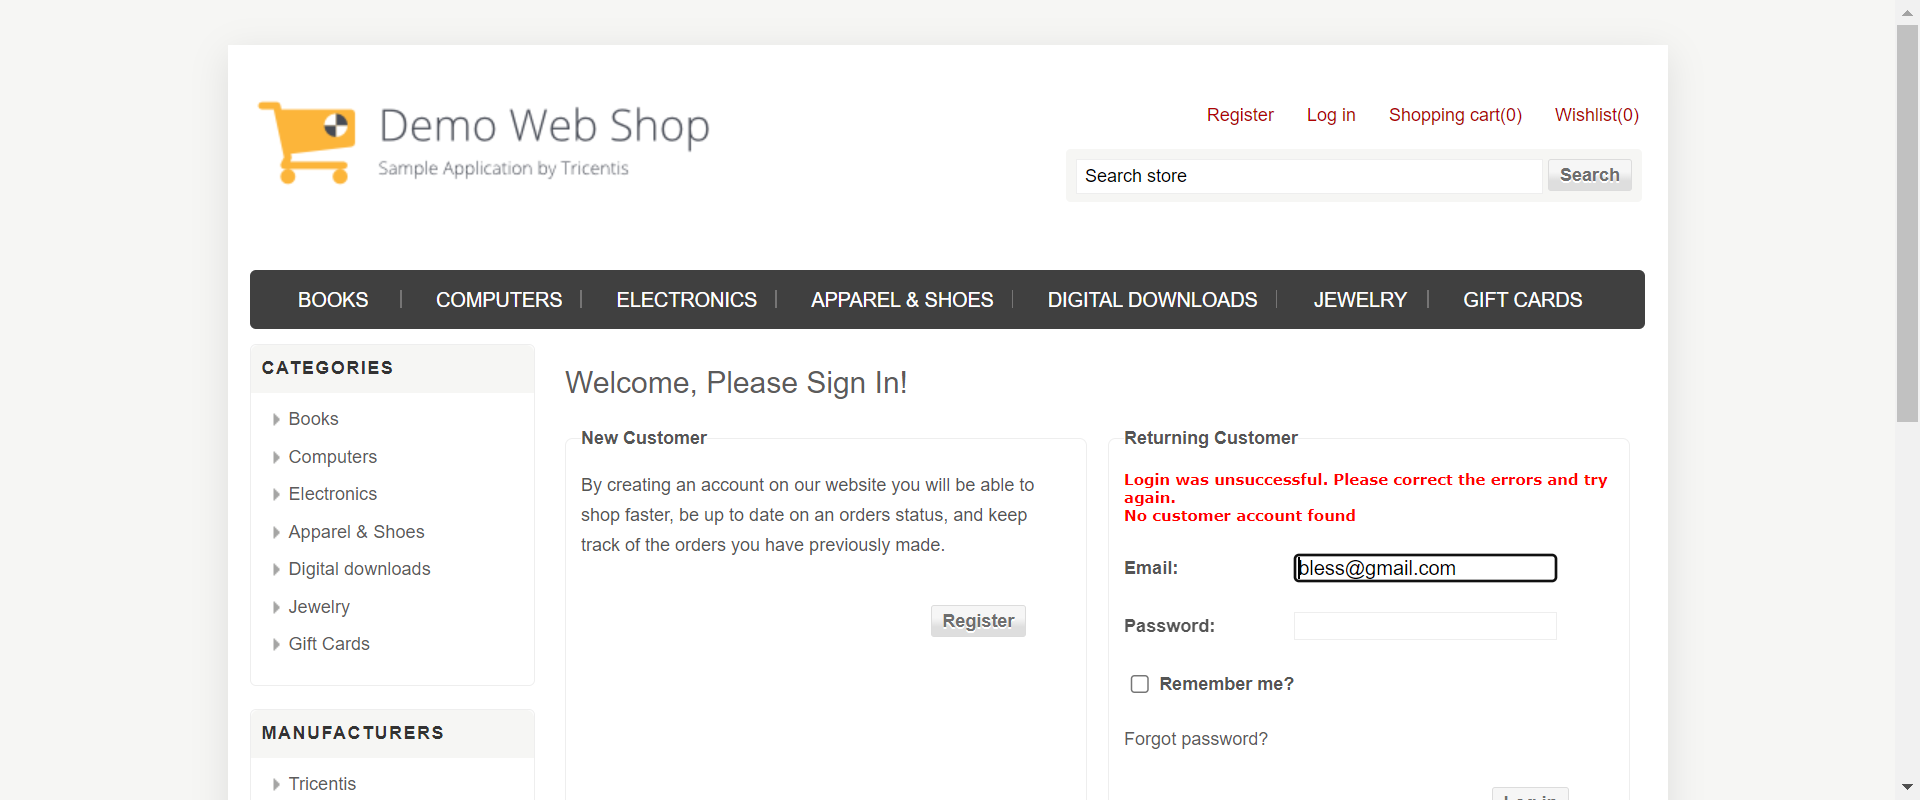 Demo Web Shop
Sample Application by Tricentis
Register Log in Shopping cart(0) Wishlist(0)
Search store Search
BOOKS COMPUTERS ELECTRONICS APPAREL & SHOES DIGITAL DOWNLOADS JEWELRY GIFT CARDS
CATEGORIES
Books
Computers
Electronics
Apparel & Shoes
Digital downloads
Jewelry
Gift Cards
MANUFACTURERS
Tricentis
Welcome, Please Sign In!
New Customer
By creating an account on our website you will be able to
shop faster, be up to date on an orders status, and keep
track of the orders you have previously made.
Register
Returning Customer
Login was unsuccessful. Please correct the errors and try
again.
No customer account found
Email: bless@gmail.com
Password:
Remember me?
Forgot password?
Log in